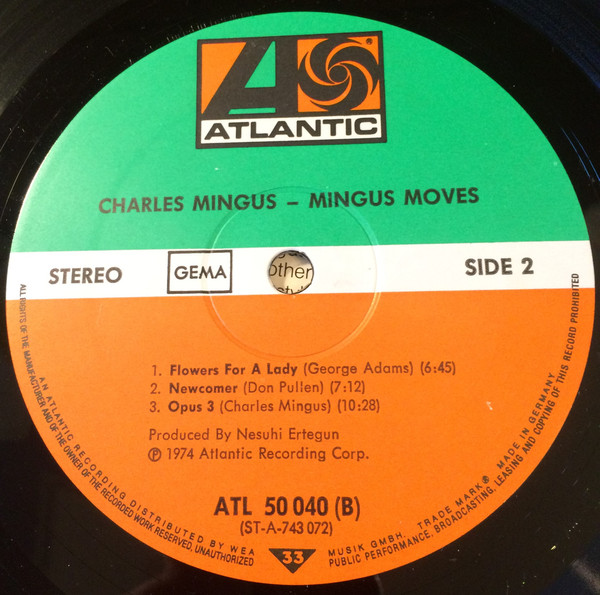 ATLANTIC
®
CHARLES MINGUS – MINGUS MOVES
STEREO
GEMA
other
SIDE 2
1. Flowers For A Lady (George Adams) (6:45)
2. Newcomer (Don Pullen) (7:12)
3. Opus 3 (Charles Mingus) (10:28)
Produced By Nesuhi Ertegun
℗ 1974 Atlantic Recording Corp.
ATL 50 040 (B)
(ST-A-743 072)
33
AN ATLANTIC RECORDING DISTRIBUTED BY WEA MUSIK GMBH. TRADE MARK® MADE IN GERMANY
ALL RIGHTS OF THE MANUFACTURER AND OF THE OWNER OF THE RECORDED WORK RESERVED, UNAUTHORIZED PUBLIC PERFORMANCE, BROADCASTING, LEASING AND COPYING OF THIS RECORD PROHIBITED